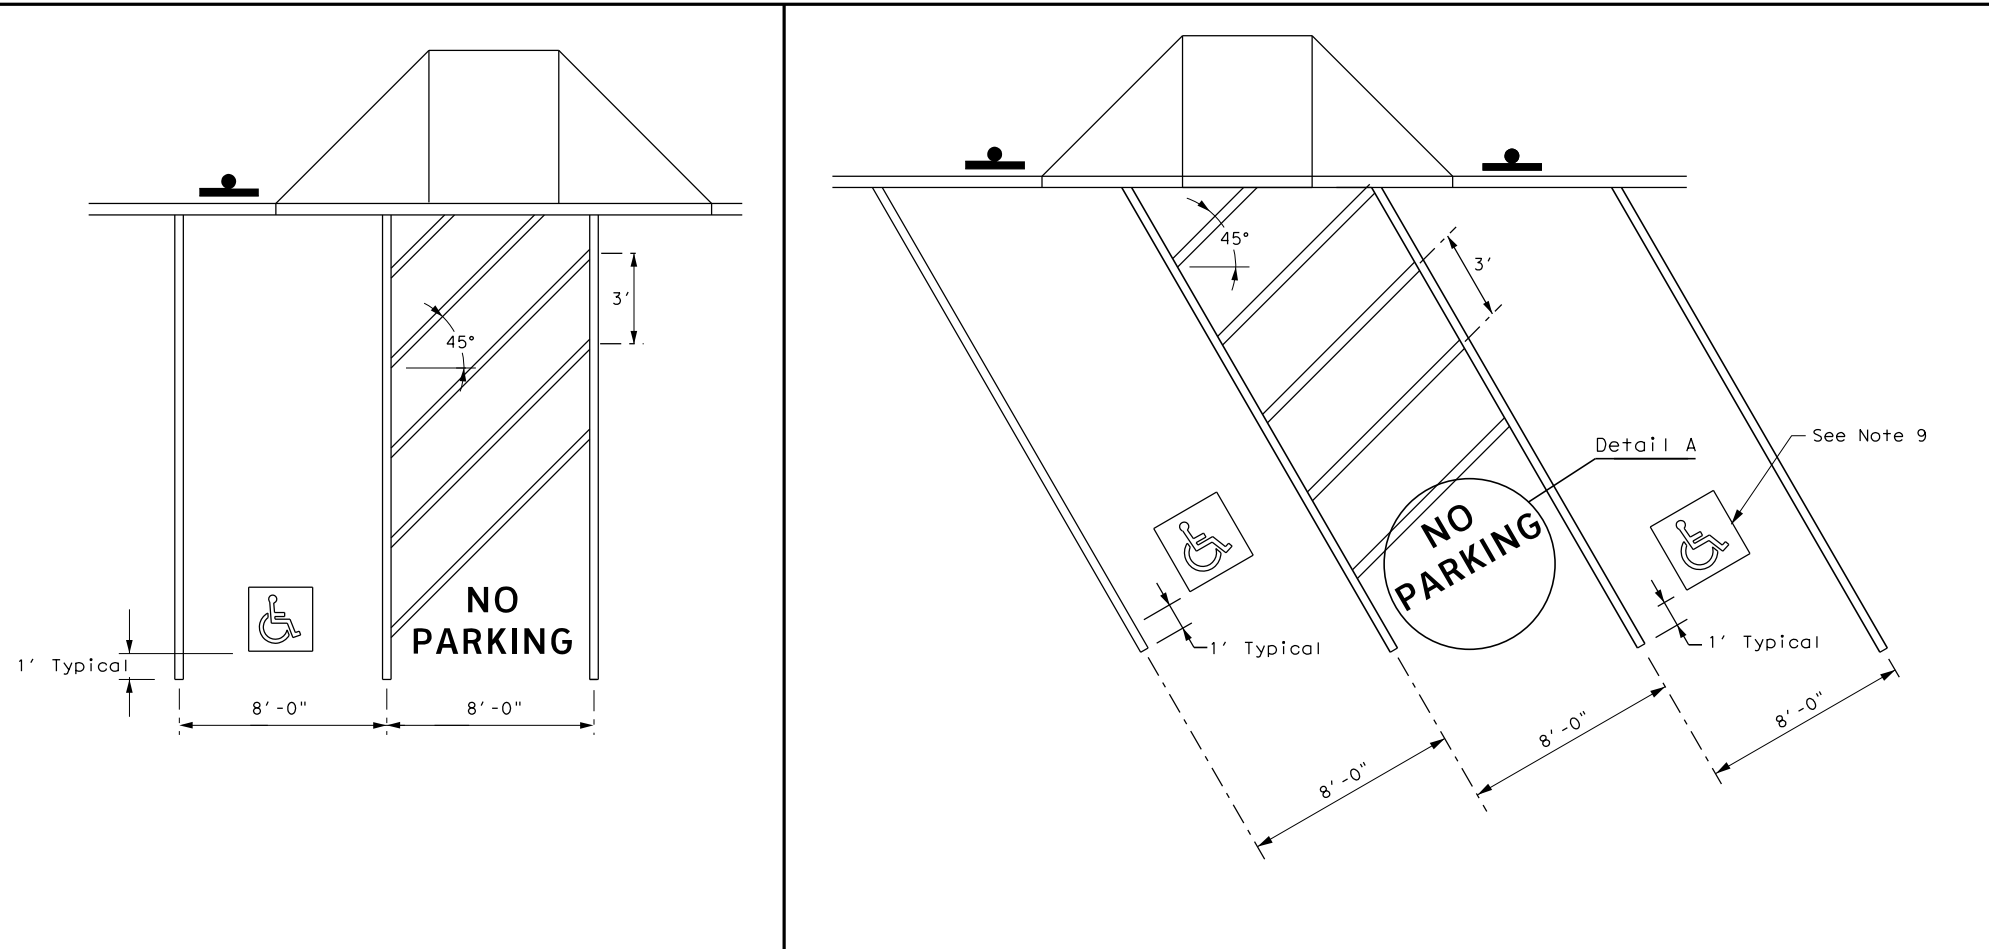 45°
3'
NO
PARKING
1' Typical
8'-0"
8'-0"
45°
3'
Detail A
See Note 9
NO
PARKING
1' Typical
1' Typical
8'-0"
8'-0"
8'-0"